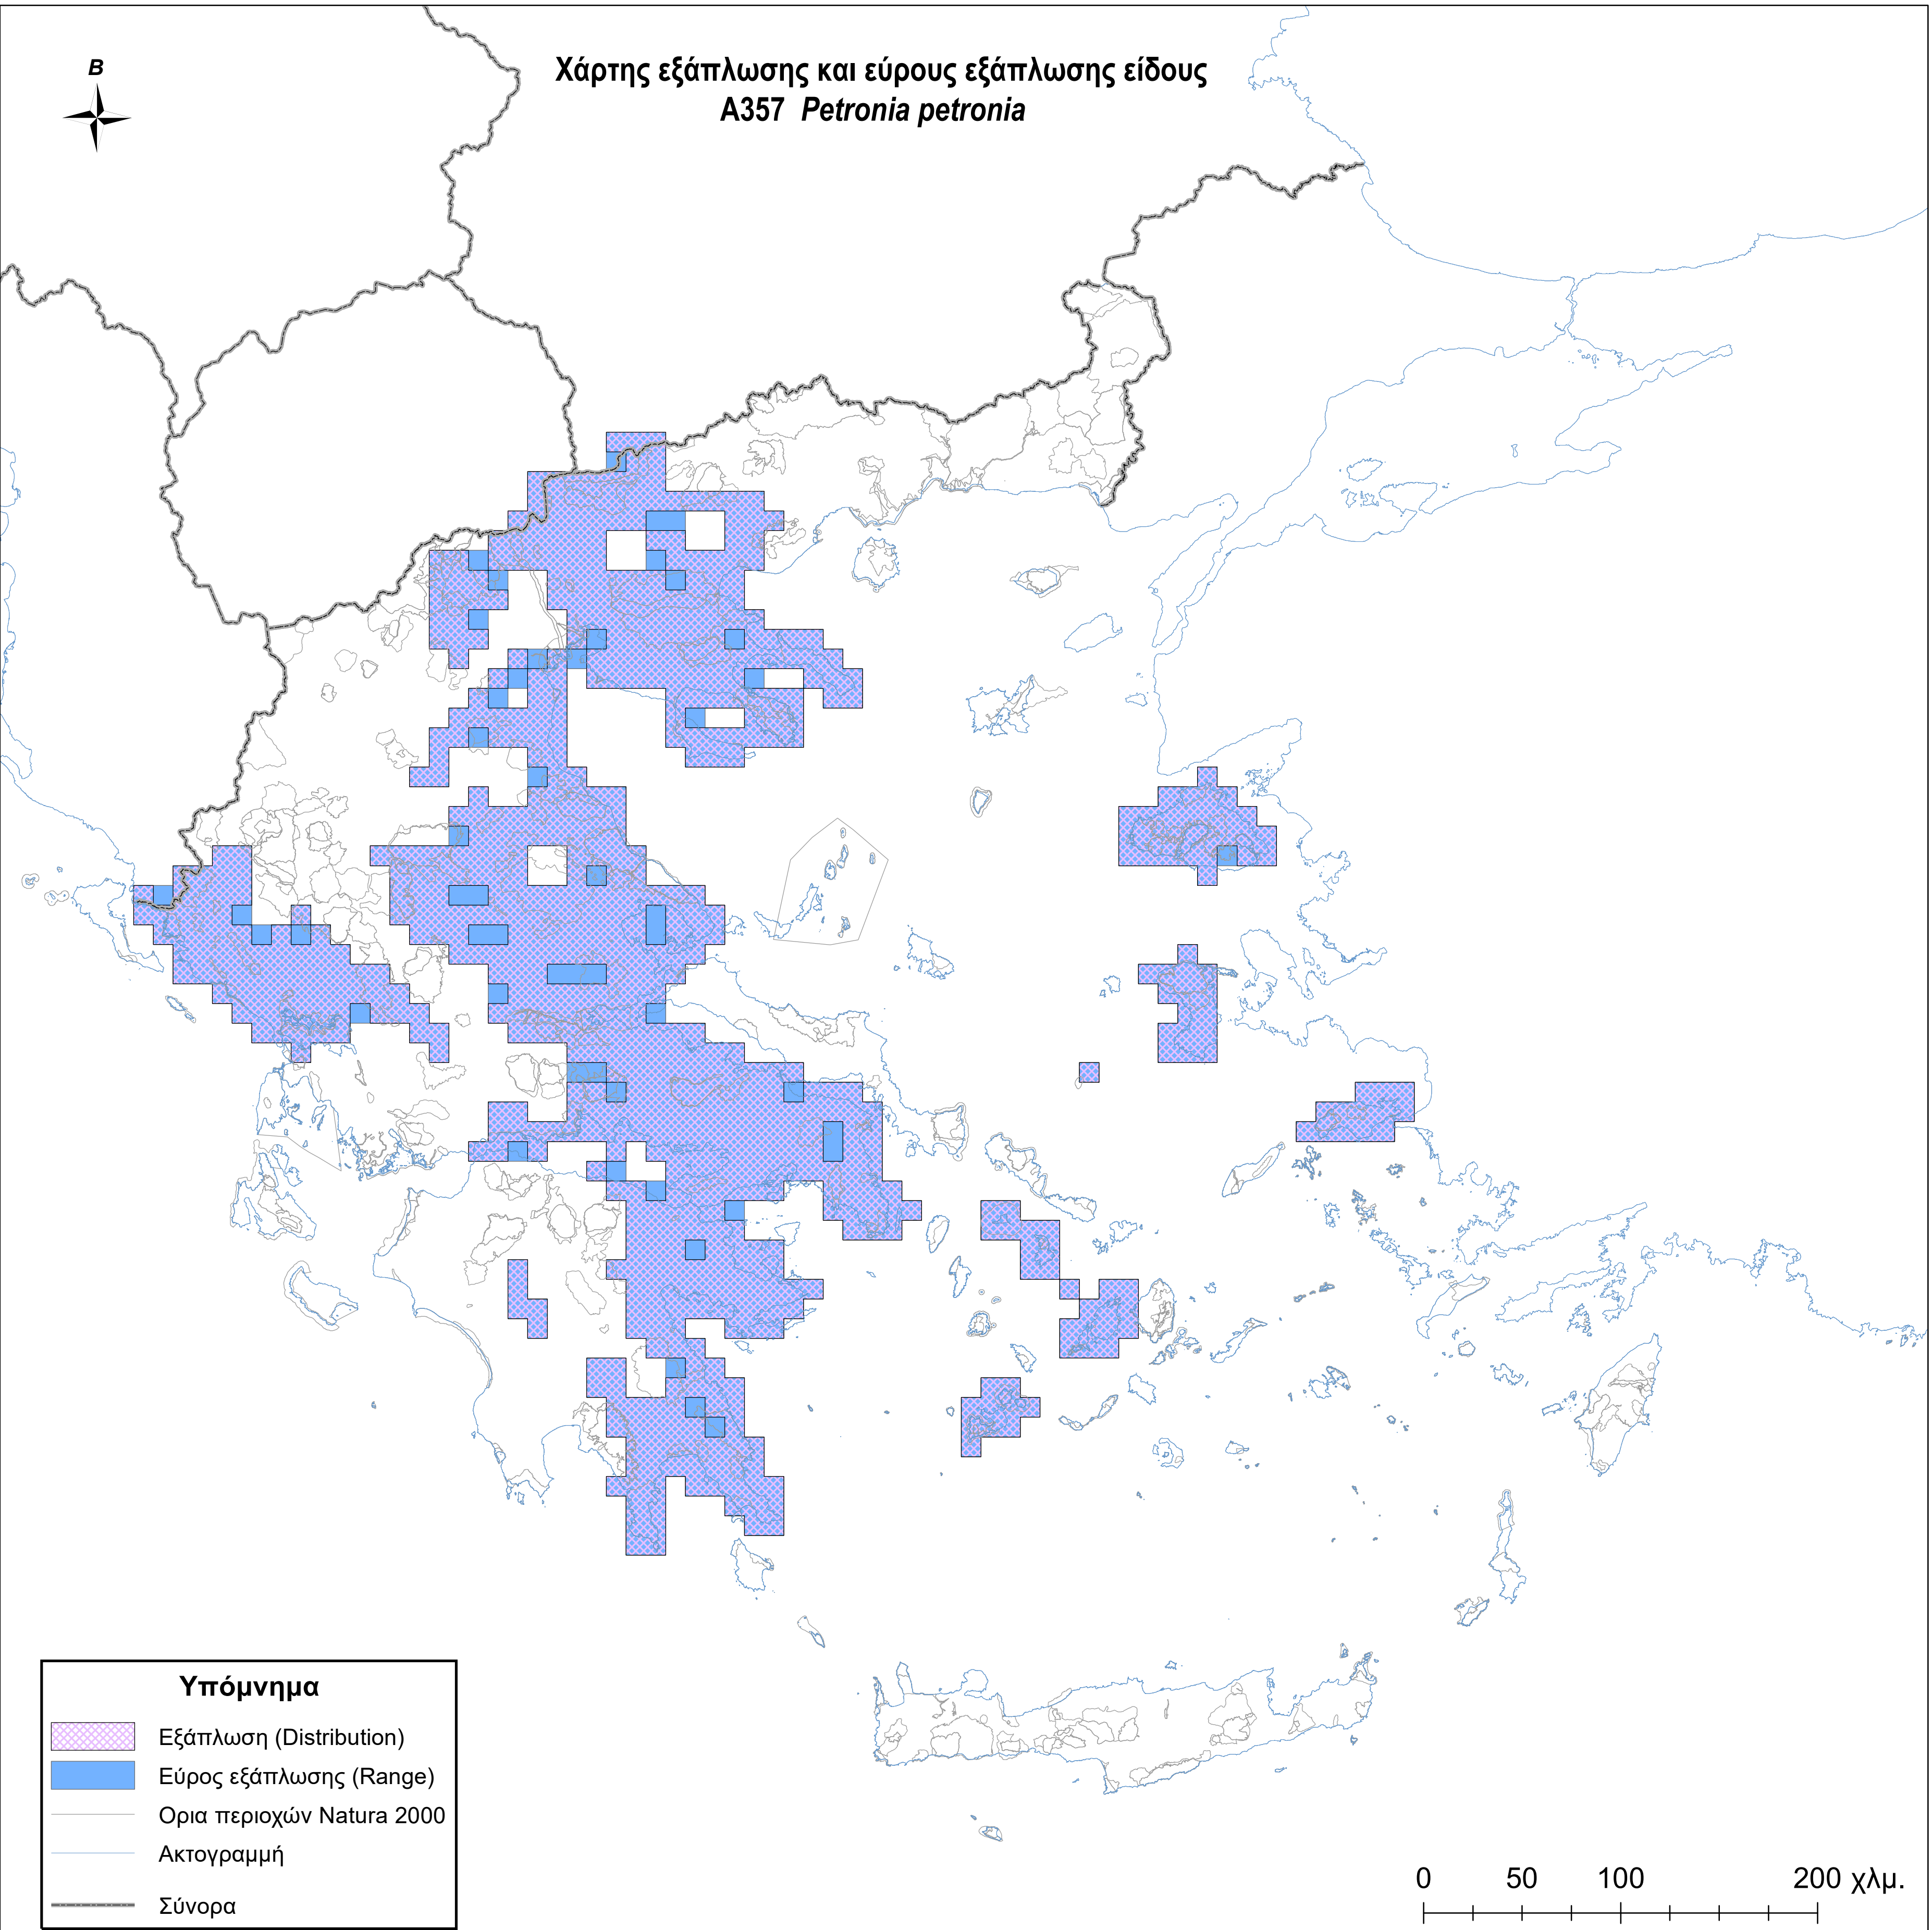 Χάρτης εξάπλωσης και εύρους εξάπλωσης είδους
Α357 Petronia petronia
Β
Υπόμνημα
Εξάπλωση (Distribution)
Εύρος εξάπλωσης (Range)
Ορια περιοχών Natura 2000
Ακτογραμμή
Σύνορα
0 50 100 200 χλμ.